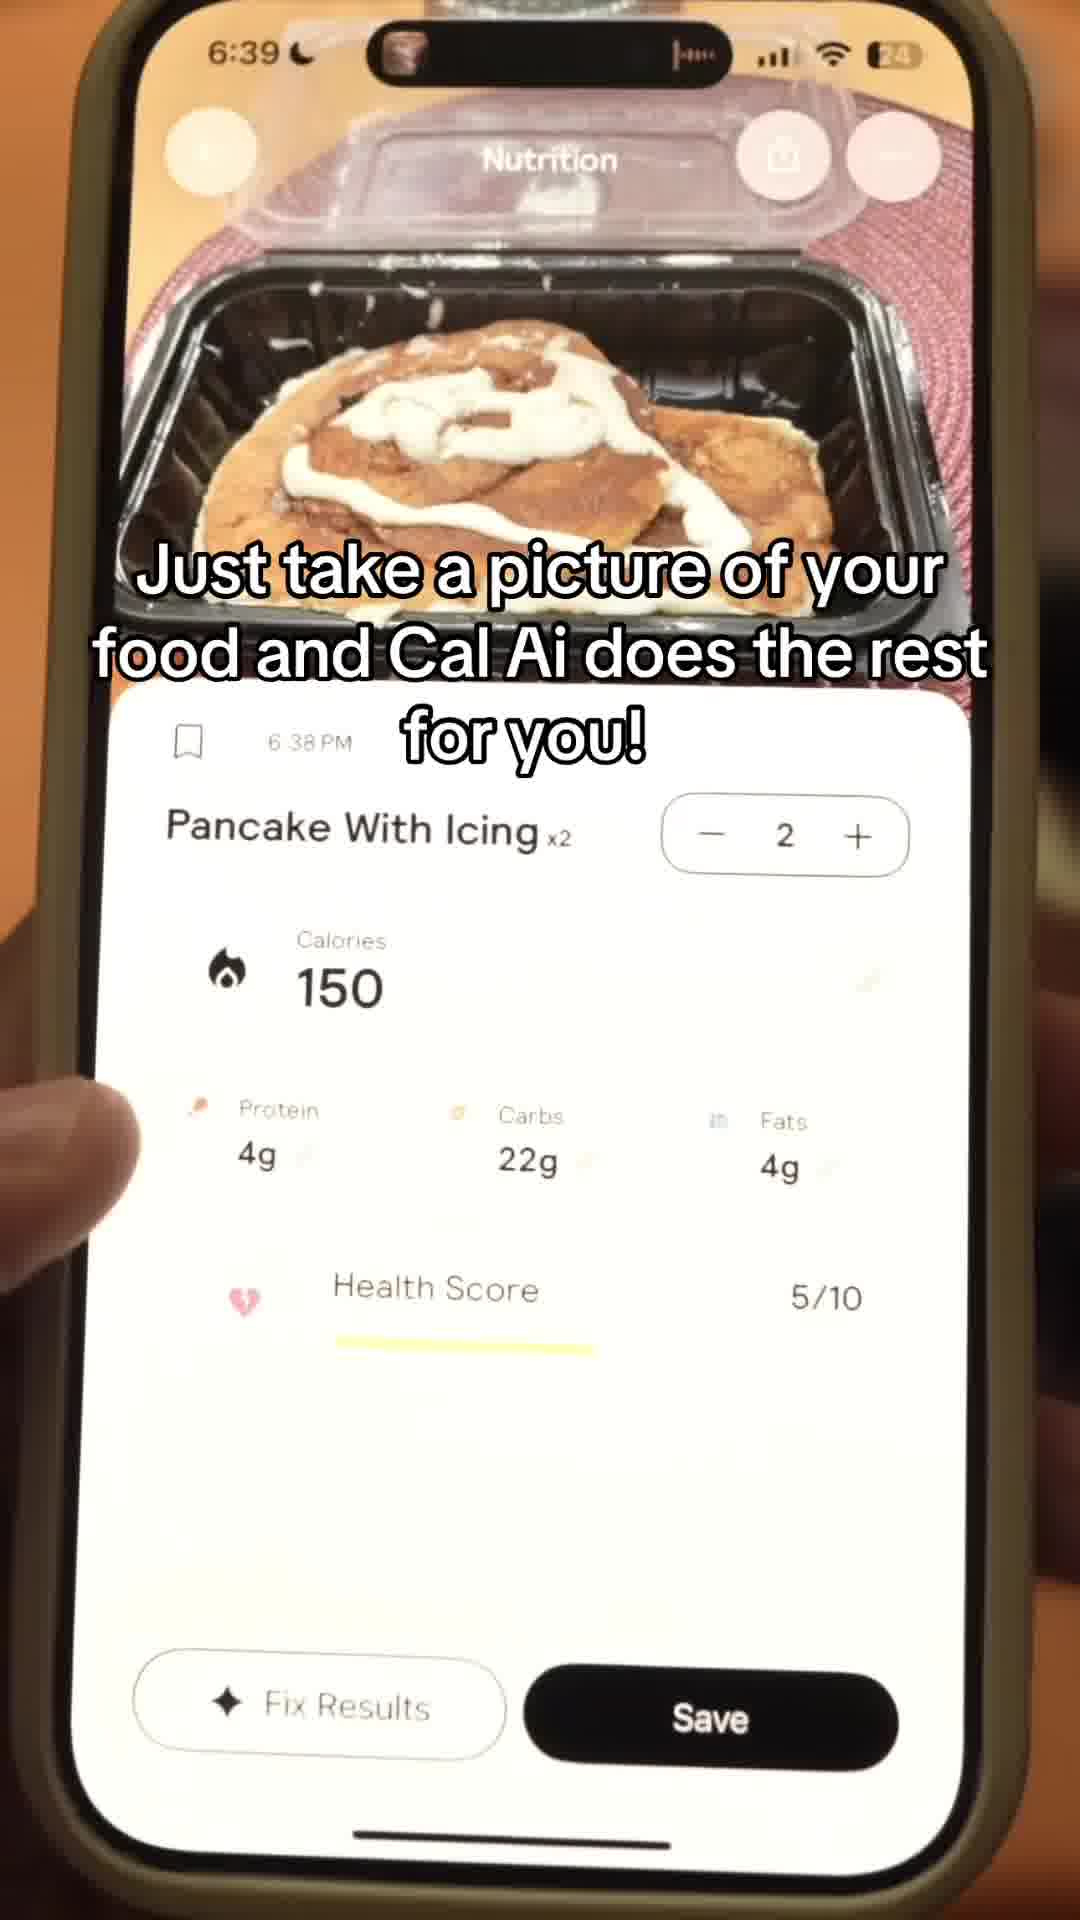 6:39
24
Nutrition
Just take a picture of your
food and Cal Ai does the rest
for you!
6 38 PM
Pancake With Icing x2
2
Calories
150
Protein
Carbs
Fats
4g
22g
4g
Health Score
5/10
Fix Results
Save